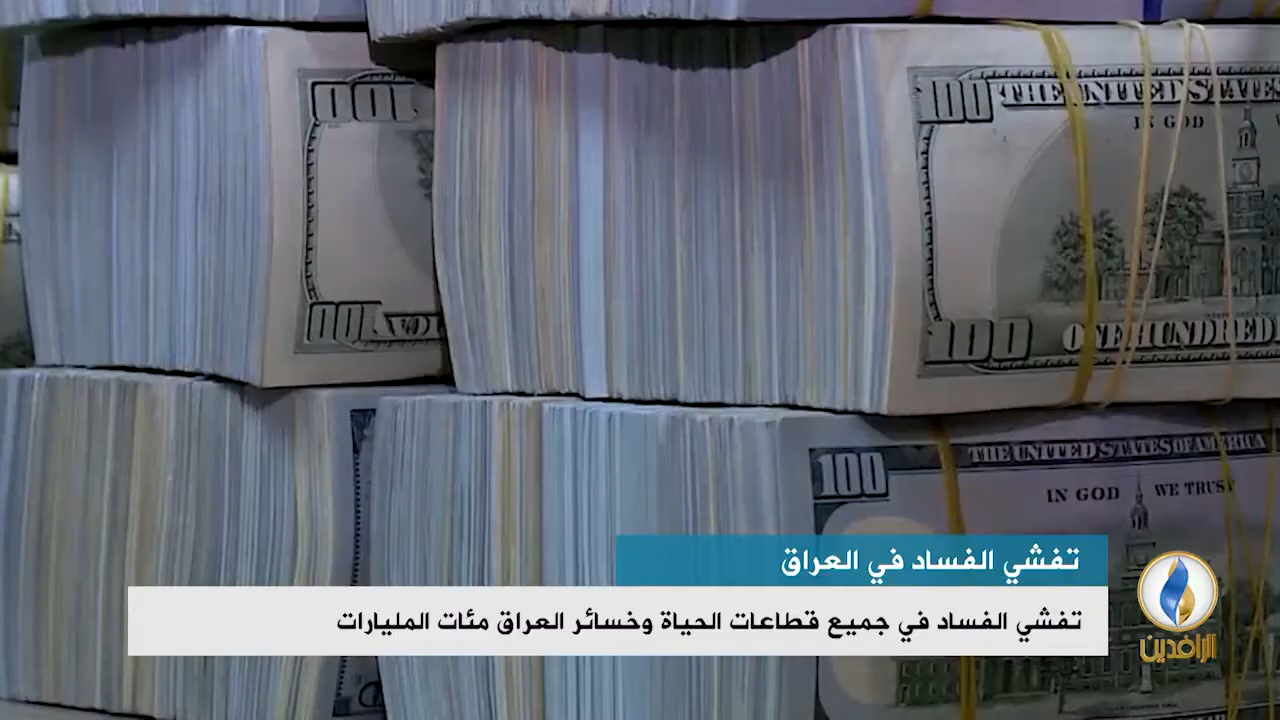 100
100
THE UNITED STATES
IN GOD
100
ONE HUNDRED
100
THE UNITED STATES OF AMERICA
IN GOD WE TRUST
تفشي الفساد في العراق
تفشي الفساد في جميع قطاعات الحياة وخسائر العراق مئات المليارات
الرافدين